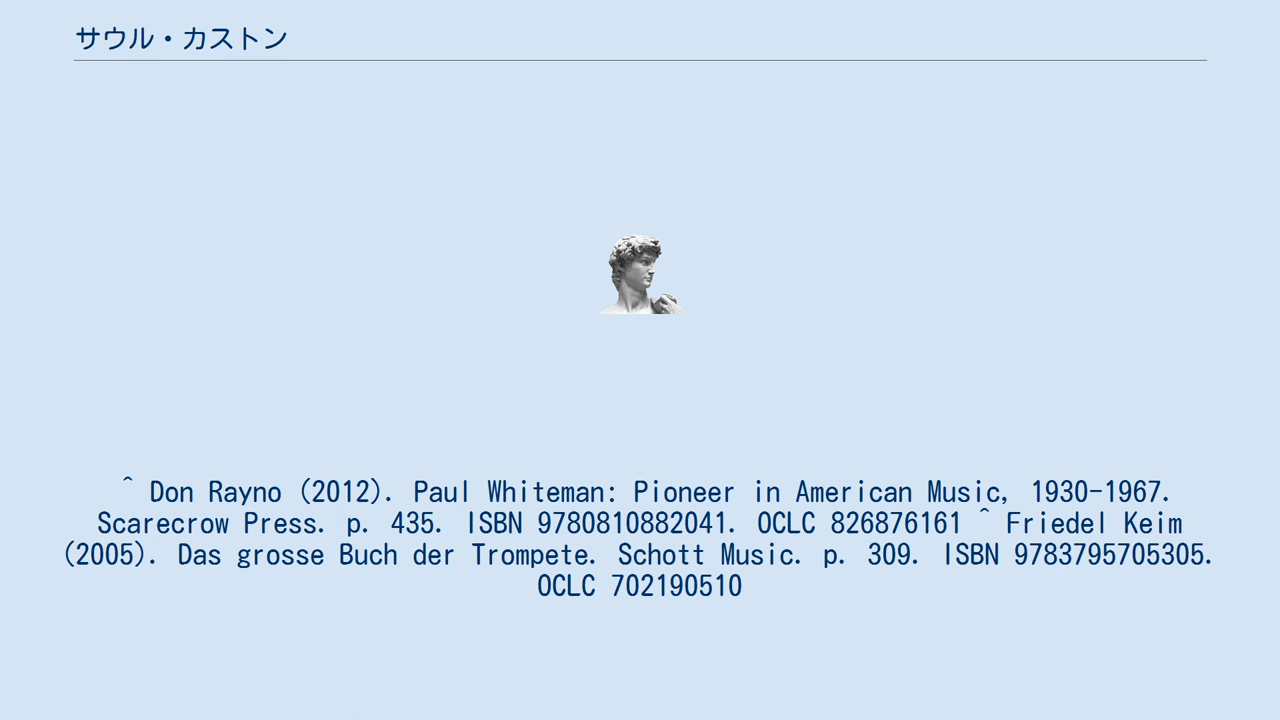 サウル・カストン
^ Don Rayno (2012). Paul Whiteman: Pioneer in American Music, 1930-1967.
Scarecrow Press. p. 435. ISBN 9780810882041. OCLC 826876161 ^ Friedel Keim
(2005). Das grosse Buch der Trompete. Schott Music. p. 309. ISBN 9783795705305.
OCLC 702190510